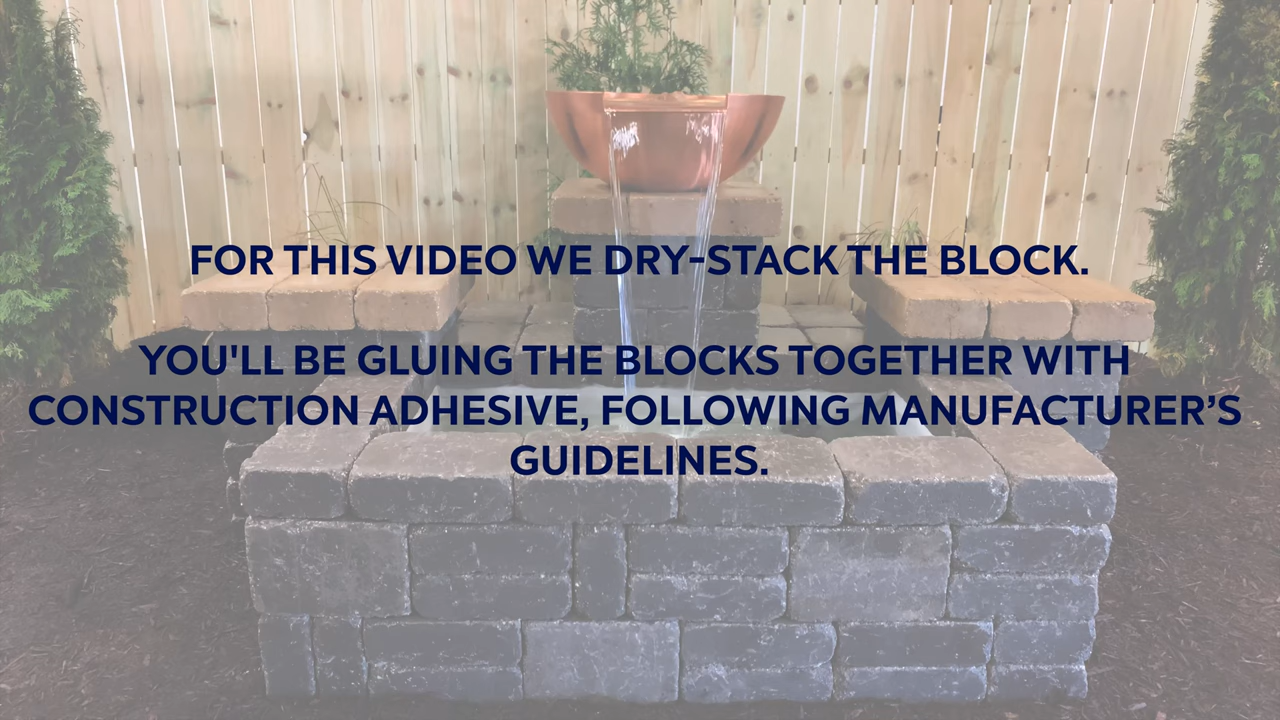 FOR THIS VIDEO WE DRY-STACK THE BLOCK.
YOU'LL BE GLUING THE BLOCKS TOGETHER WITH
CONSTRUCTION ADHESIVE, FOLLOWING MANUFACTURER’S
GUIDELINES.